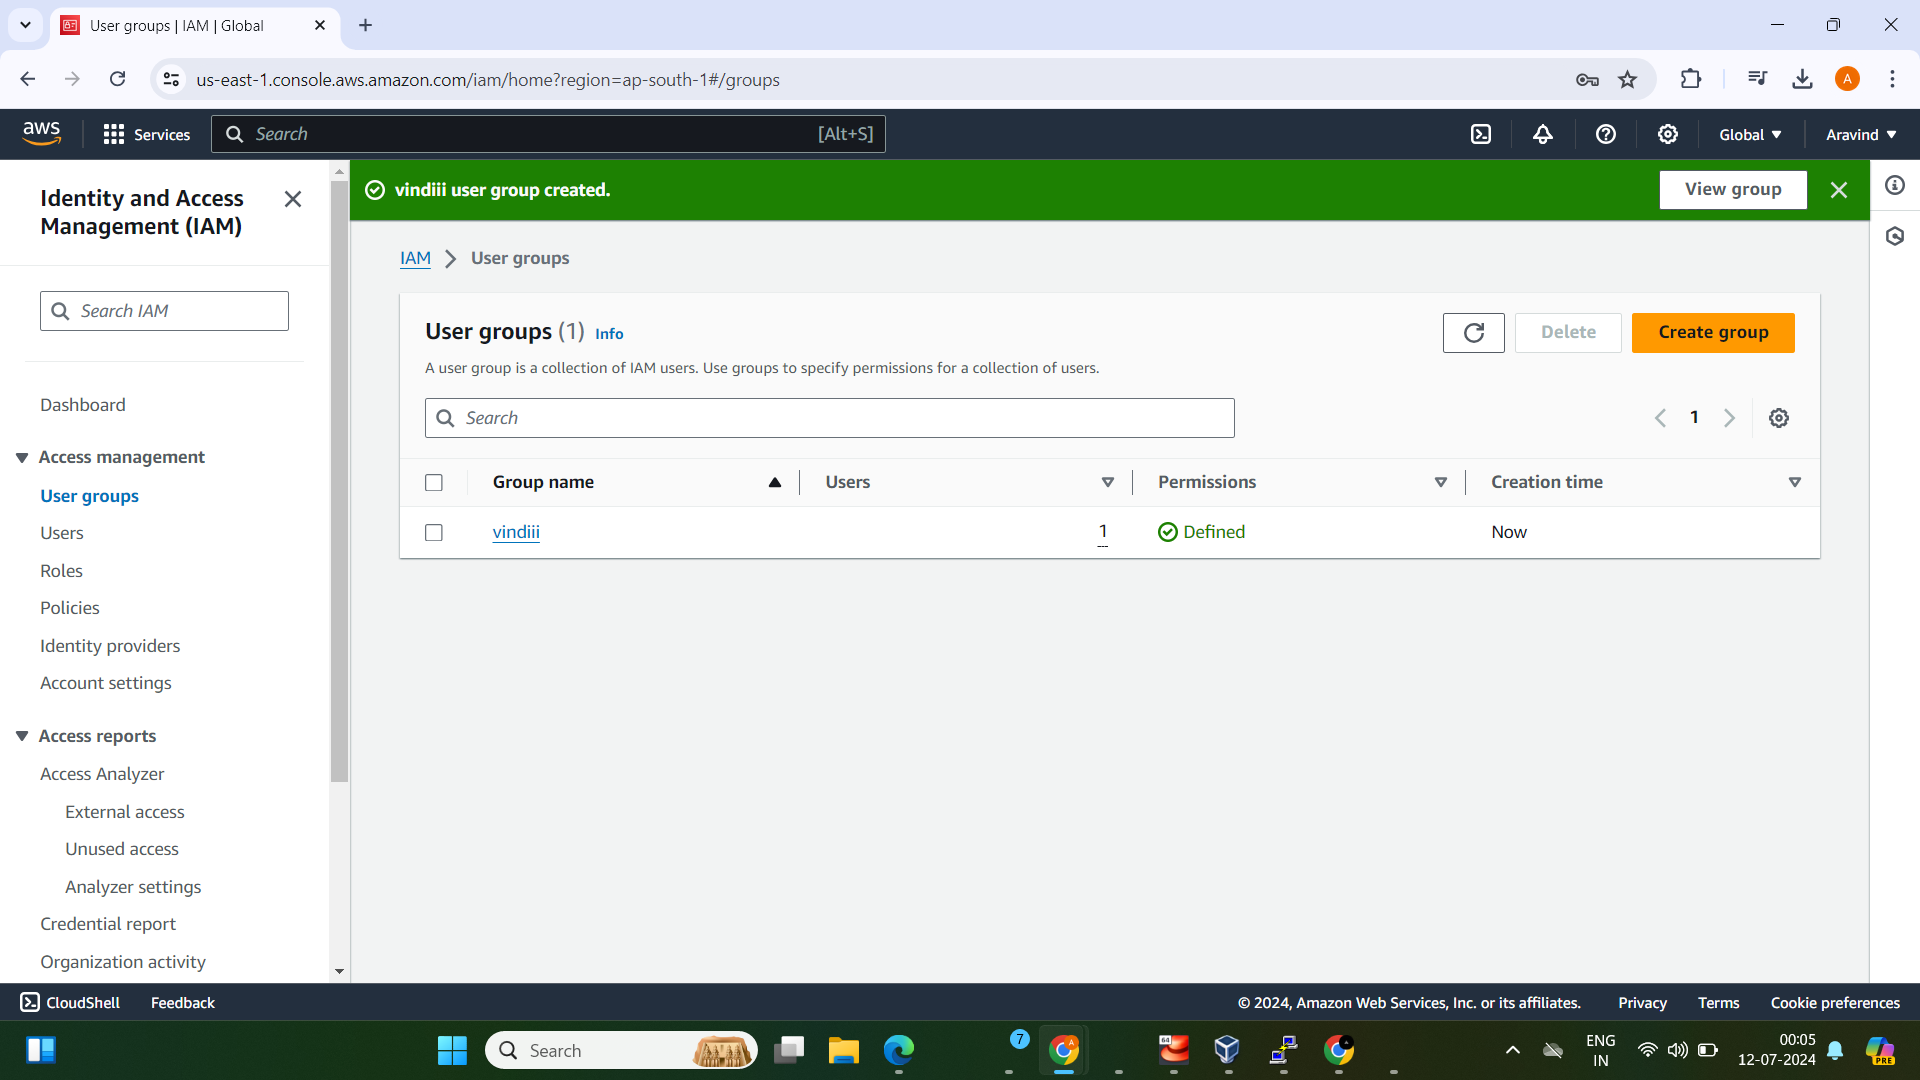 User groups | IAM | Global
us-east-1.console.aws.amazon.com/iam/home?region=ap-south-1#/groups
A
aws
Services
Search
[Alt+S]
Global
Aravind
Identity and Access
Management (IAM)
Search IAM
Dashboard
Access management
User groups
Users
Roles
Policies
Identity providers
Account settings
Access reports
Access Analyzer
External access
Unused access
Analyzer settings
Credential report
Organization activity
vindiii user group created.
View group
IAM
User groups
User groups (1) Info
Delete
Create group
A user group is a collection of IAM users. Use groups to specify permissions for a collection of users.
Search
1
Group name
Users
Permissions
Creation time
vindiii
1
Defined
Now
CloudShell
Feedback
© 2024, Amazon Web Services, Inc. or its affiliates.
Privacy
Terms
Cookie preferences
Search
7
A
64
ENG
IN
00:05
12-07-2024
PRE